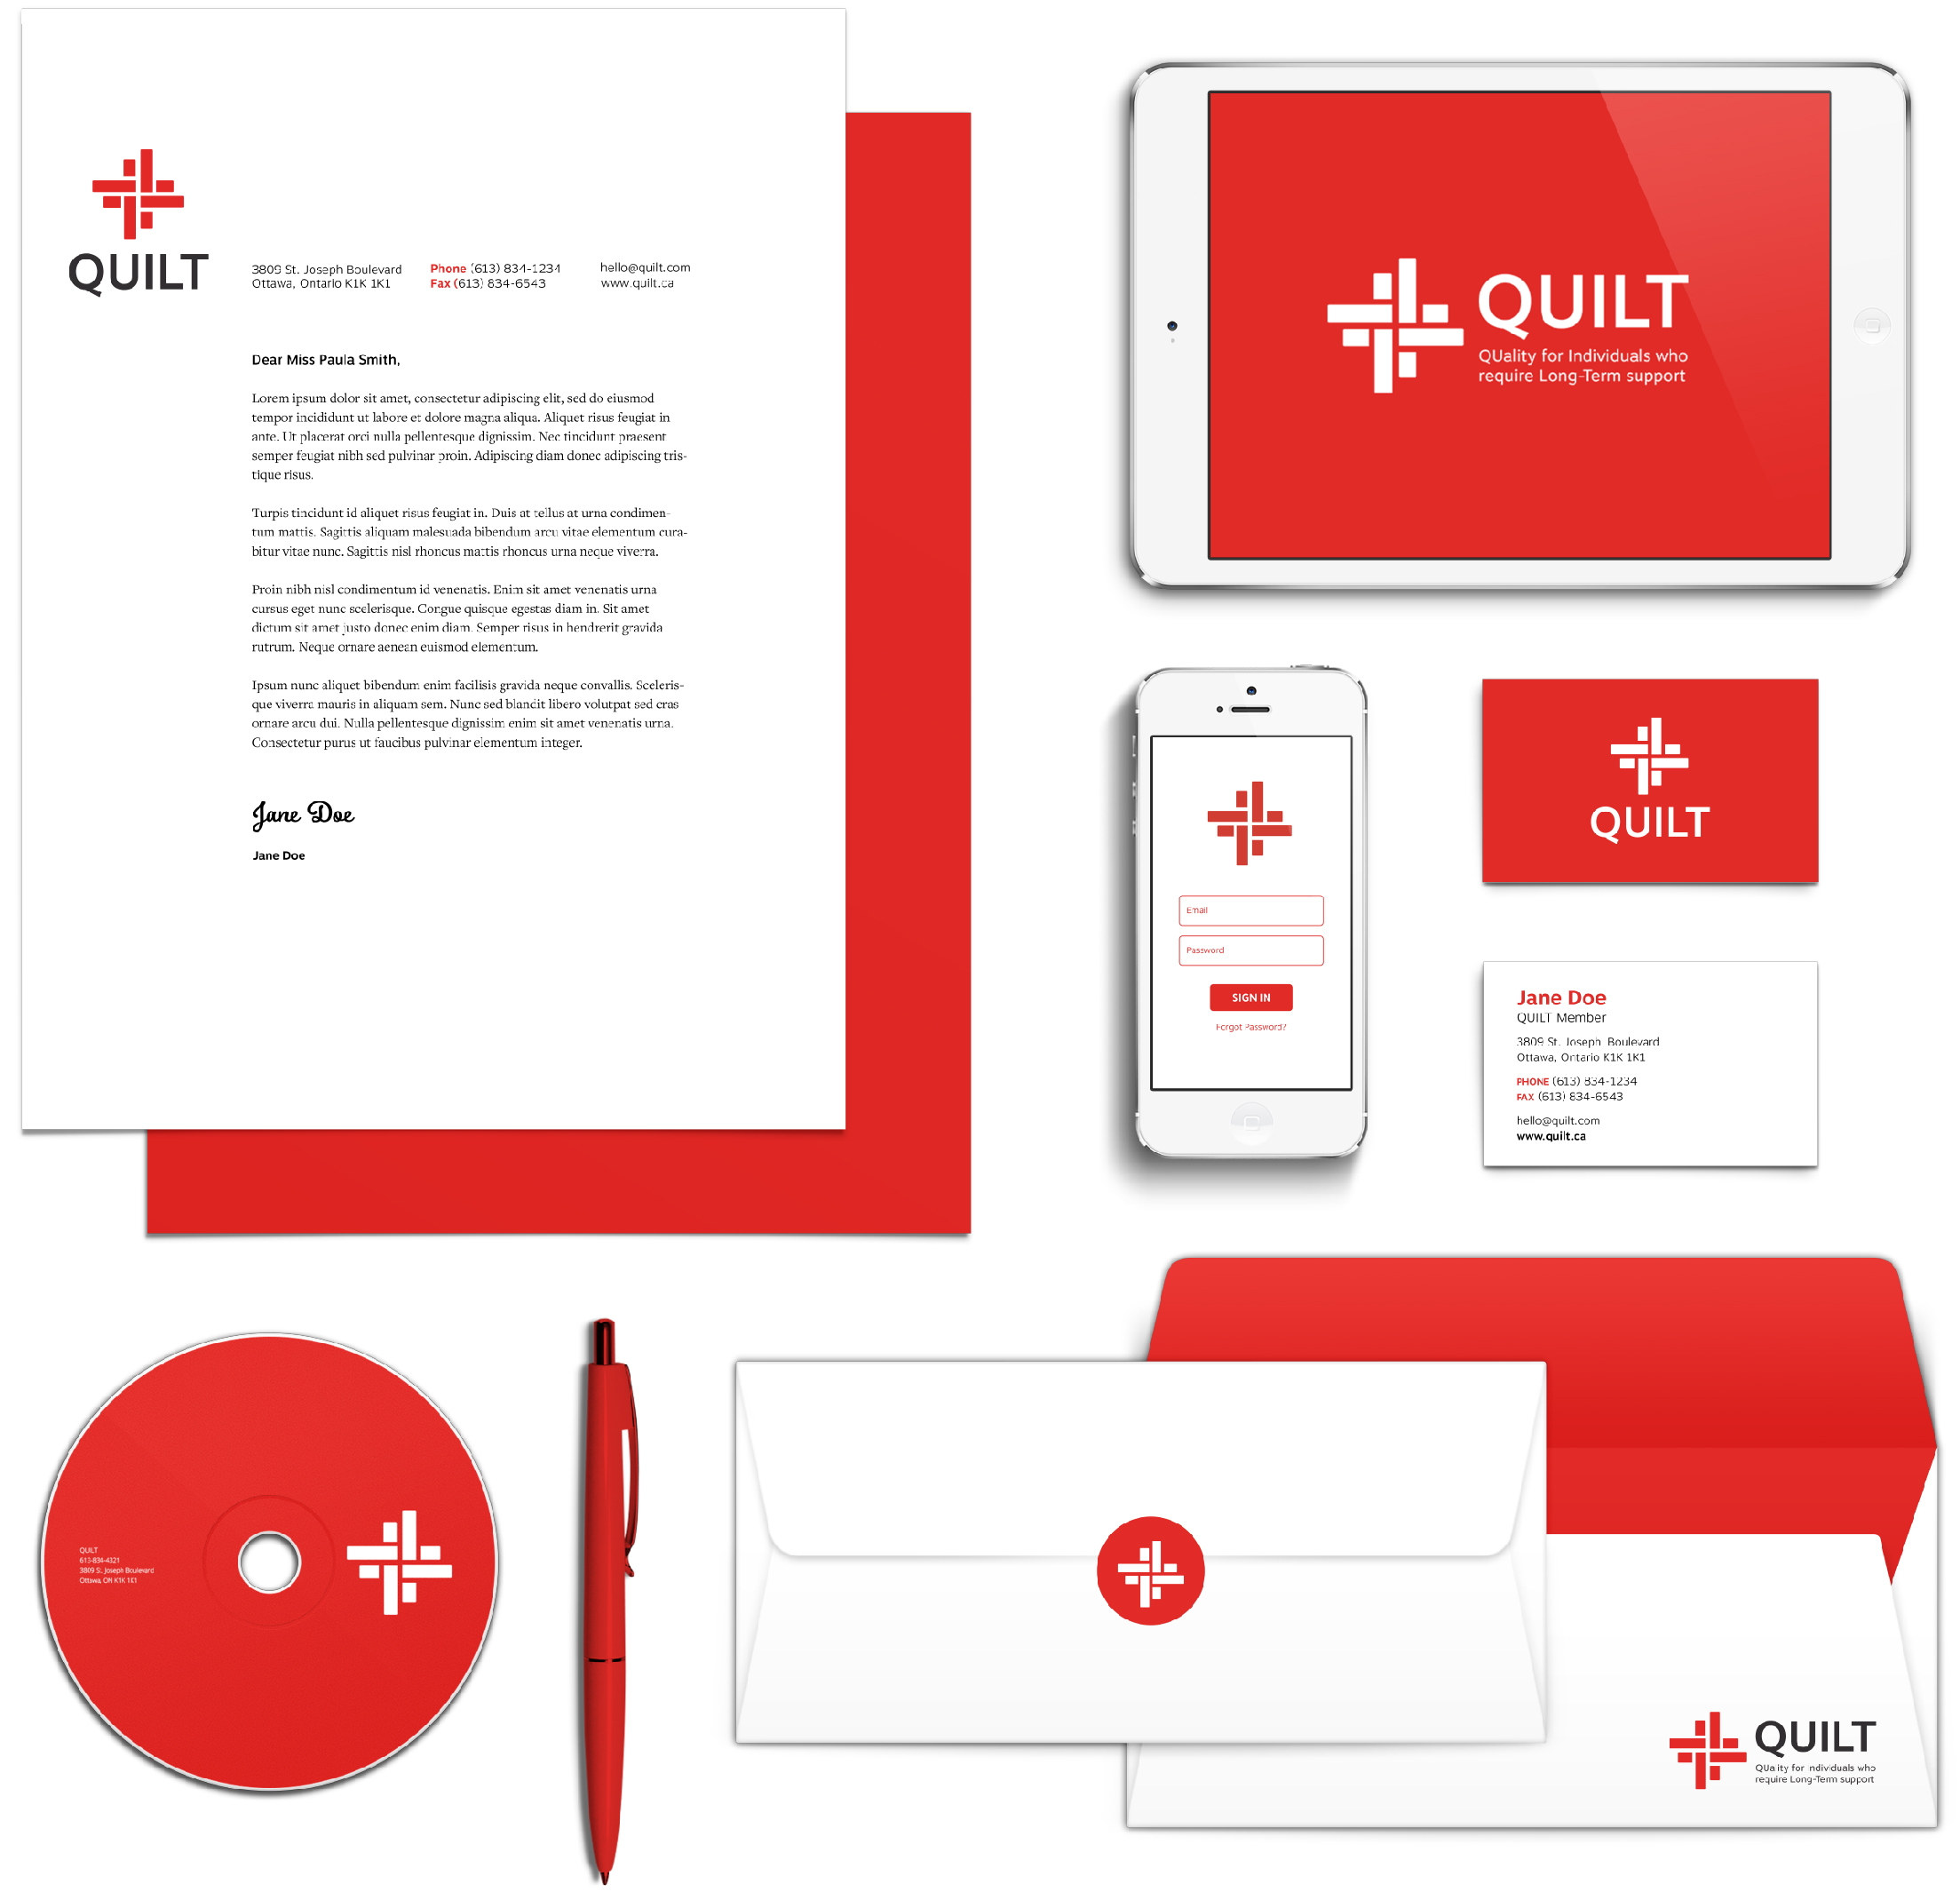 QUILT
3809 St. Joseph Boulevard
Ottawa, Ontario K1K 1K1
Phone (613) 834-1234
Fax (613) 834-6543
hello@quilt.com
www.quilt.ca
Dear Miss Paula Smith,
Lorem ipsum dolor sit amet, consectetur adipiscing elit, sed do eiusmod
tempor incididunt ut labore et dolore magna aliqua. Aliquet risus feugiat in
ante. Ut placerat orci nulla pellentesque dignissim. Nec tincidunt praesent
semper feugiat nibh sed pulvinar proin. Adipiscing diam donec adipiscing tris-
tique risus.
Turpis tincidunt id aliquet risus feugiat in. Duis at tellus at urna condimen-
tum mattis. Sagittis aliquam malesuada bibendum arcu vitae elementum cura-
bitur vitae nunc. Sagittis nisl rhoncus mattis rhoncus urna neque viverra.
Proin nibh nisl condimentum id venenatis. Enim sit amet venenatis urna
cursus eget nunc scelerisque. Congue quisque egestas diam in. Sit amet
dictum sit amet justo donec enim diam. Semper risus in hendrerit gravida
rutrum. Neque ornare aenean euismod elementum.
Ipsum nunc aliquet bibendum enim facilisis gravida neque convallis. Sceleris-
que viverra mauris in aliquam sem. Nunc sed blandit libero volutpat sed cras
ornare arcu dui. Nulla pellentesque dignissim enim sit amet venenatis urna.
Consectetur purus ut faucibus pulvinar elementum integer.
Jane Doe
Jane Doe
QUILT
QUality for Individuals who
require Long-Term support
Email
Password
SIGN IN
Forgot Password?
QUILT
Jane Doe
QUILT Member
3809 St. Joseph Boulevard
Ottawa, Ontario K1K 1K1
PHONE (613) 834-1234
FAX (613) 834-6543
hello@quilt.com
www.quilt.ca
QUILT
613-834-4321
3809 St. Joseph Boulevard
Ottawa, ON K1K 1E1
QUILT
QUality for Individuals who
require Long-Term support